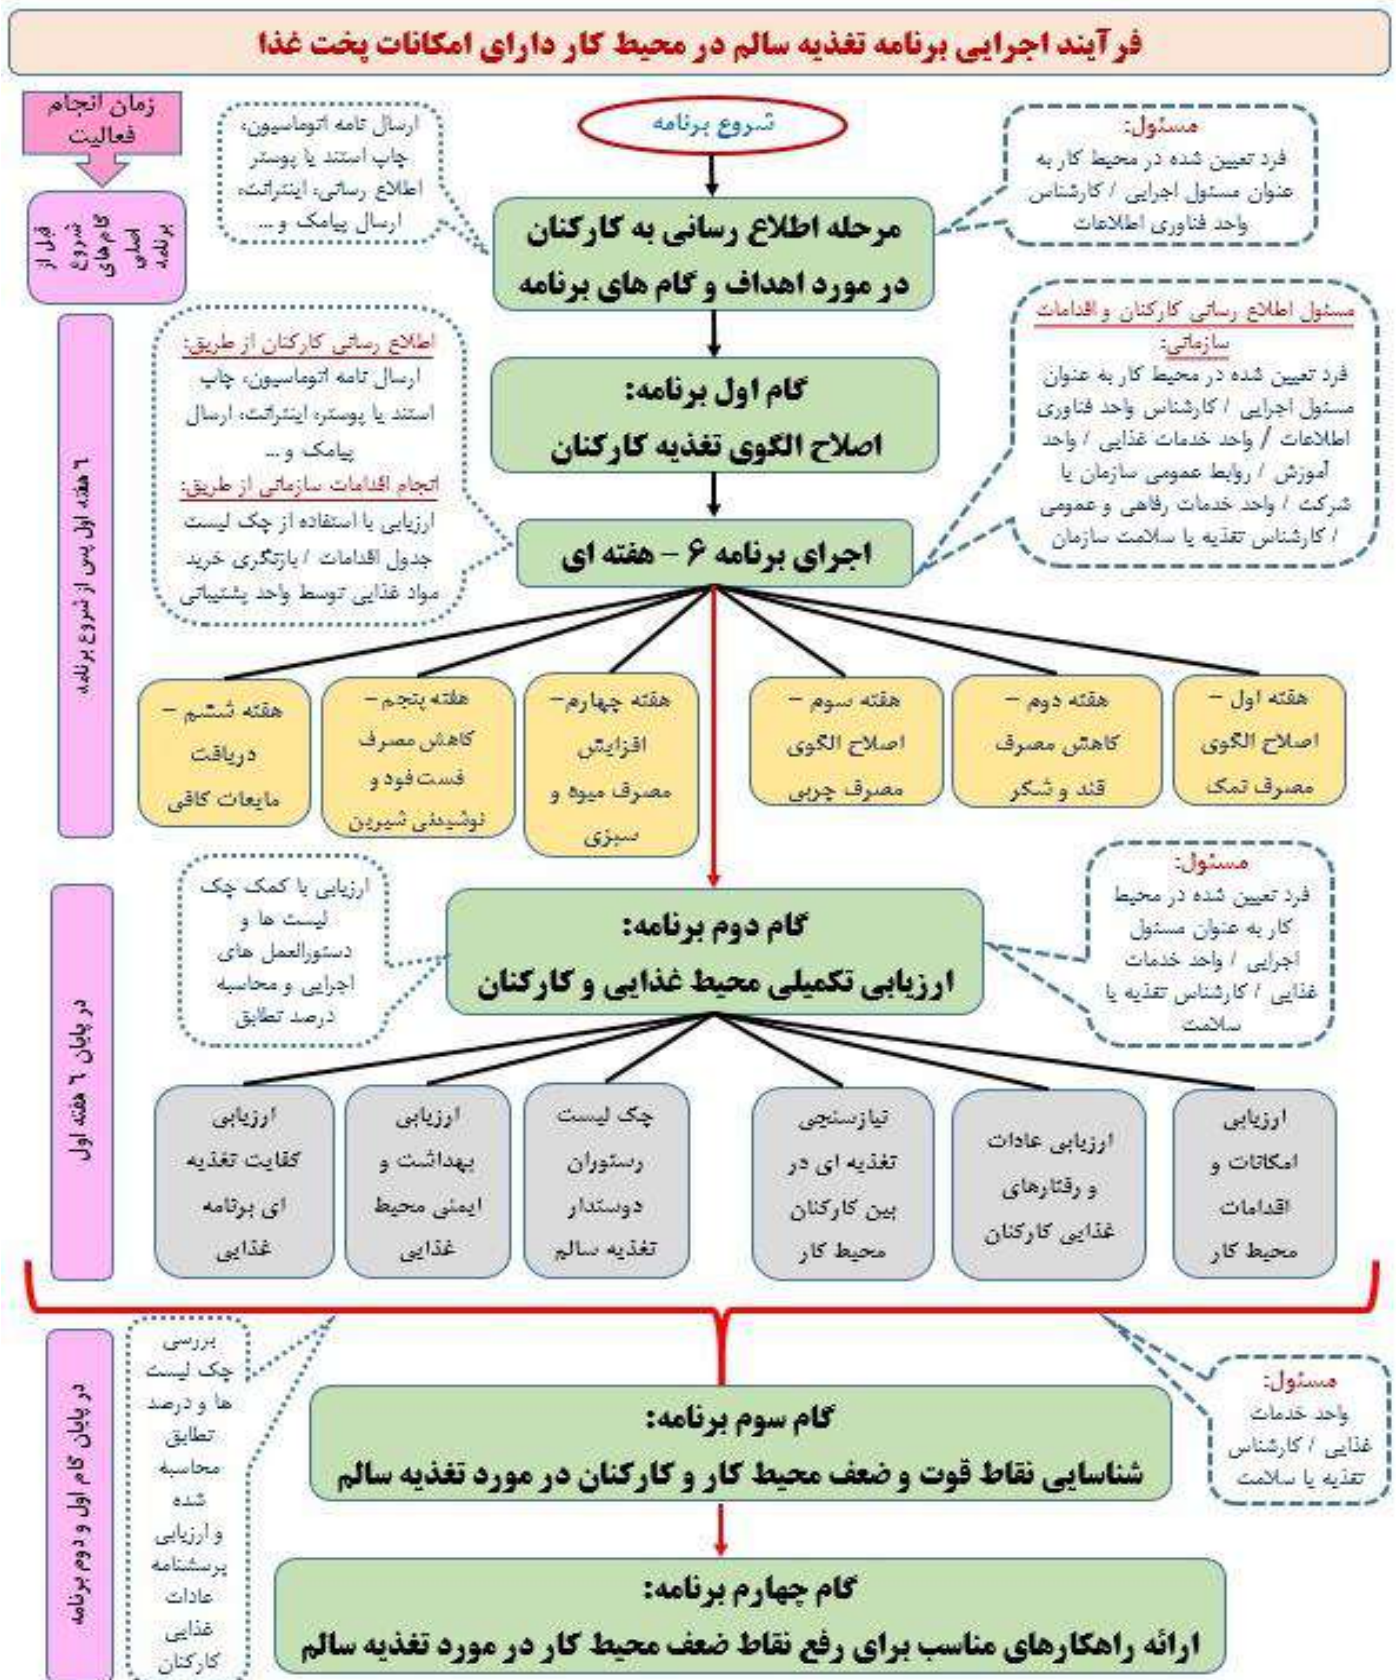 فرآیند اجرایی برنامه تغذیه سالم در محیط کار دارای امکانات پخت غذا
زمان انجام
فعالیت
قبل از
شروع
گام‌های
اصلی
برنامه
شروع برنامه
مسئول:
فرد تعیین شده در محیط کار به
عنوان مسئول اجرایی / کارشناس
واحد فناوری اطلاعات
مرحله اطلاع رسانی به کارکنان
در مورد اهداف و گام های برنامه
ارسال نامه اتوماسیون،
چاپ استند یا پوستر
اطلاع رسانی، اینترانت،
ارسال پیامک و ...
۶ هفته اول پس از شروع برنامه
گام اول برنامه:
اصلاح الگوی تغذیه کارکنان
مسئول اطلاع رسانی کارکنان و اقدامات
سازمانی:
فرد تعیین شده در محیط کار به عنوان
مسئول اجرایی / کارشناس واحد فناوری
اطلاعات / واحد خدمات غذایی / واحد
آموزش / روابط عمومی سازمان یا
شرکت / واحد خدمات رفاهی و عمومی
/ کارشناس تغذیه یا سلامت سازمان
اجرای برنامه ۶ - هفته ای
اطلاع رسانی کارکنان از طریق:
ارسال نامه اتوماسیون، چاپ
استند یا پوستر، اینترانت، ارسال
پیامک و ...
انجام اقدامات سازمانی از طریق:
ارزیابی با استفاده از چک لیست
جدول اقدامات / بازنگری خرید
مواد غذایی توسط واحد پشتیبانی
هفته اول -
اصلاح الگوی
مصرف نمک
هفته دوم -
کاهش مصرف
قند و شکر
هفته سوم -
اصلاح الگوی
مصرف چربی
هفته چهارم-
افزایش
مصرف میوه و
سبزی
هفته پنجم-
کاهش مصرف
فست فود و
نوشیدنی شیرین
هفته ششم -
دریافت
مایعات کافی
در پایان ۶ هفته اول
گام دوم برنامه:
ارزیابی تکمیلی محیط غذایی و کارکنان
مسئول:
فرد تعیین شده در محیط
کار به عنوان مسئول
اجرایی / واحد خدمات
غذایی / کارشناس تغذیه یا
سلامت
ارزیابی با کمک چک
لیست ها و
دستورالعمل های
اجرایی و محاسبه
درصد تطابق
ارزیابی
امکانات و
اقدامات
محیط کار
ارزیابی عادات
و رفتارهای
غذایی کارکنان
نیازسنجی
تغذیه ای در
بین کارکنان
محیط کار
چک لیست
رستوران
دوستدار
تغذیه سالم
ارزیابی
بهداشت و
ایمنی محیط
غذایی
ارزیابی
کفایت تغذیه
ای برنامه
غذایی
در پایان گام اول و دوم برنامه
مسئول:
واحد خدمات
غذایی / کارشناس
تغذیه یا سلامت
گام سوم برنامه:
شناسایی نقاط قوت و ضعف محیط کار و کارکنان در مورد تغذیه سالم
بررسی
چک لیست
ها و درصد
تطابق
محاسبه
شده
و ارزیابی
پرسشنامه
عادات
غذایی
کارکنان
گام چهارم برنامه:
ارائه راهکارهای مناسب برای رفع نقاط ضعف محیط کار در مورد تغذیه سالم